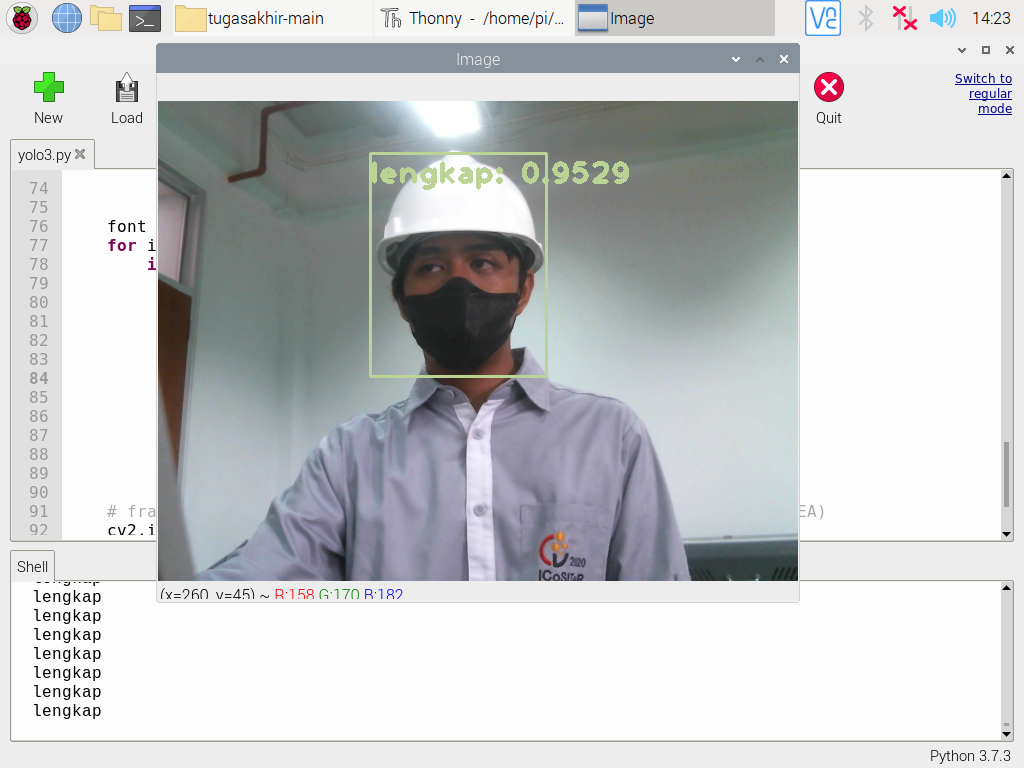 tugasakhir-main
Thonny - /home/pi/...
Image
14:23
Image
New
Load
Quit
Switch to
regular
mode
yolo3.py
lengkap: 0.9529
74
75
76 font
77 for i
78 i
79
80
81
82
83
84
85
86
87
88
89
90
91 # fra EA)
92 cv2.i
2020
ICoSITeR
(x=260, y=45) ~ R:158 G:170 B:182
Shell
lengkap
lengkap
lengkap
lengkap
lengkap
lengkap
lengkap
lengkap
Python 3.7.3